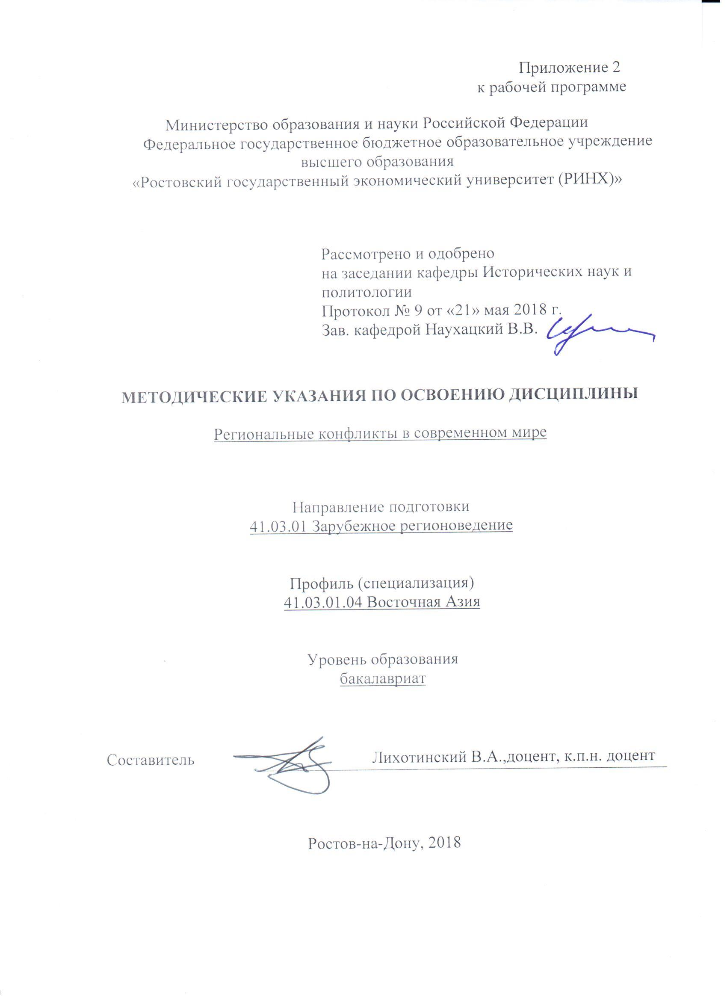 Приложение 2
к рабочей программе
Министерство образования и науки Российской Федерации
Федеральное государственное бюджетное образовательное учреждение
высшего образования
«Ростовский государственный экономический университет (РИНХ)»
Рассмотрено и одобрено
на заседании кафедры Исторических наук и
политологии
Протокол № 9 от «21» мая 2018 г.
Зав. кафедрой Наухацкий В.В.
МЕТОДИЧЕСКИЕ УКАЗАНИЯ ПО ОСВОЕНИЮ ДИСЦИПЛИНЫ
Региональные конфликты в современном мире
Направление подготовки
41.03.01 Зарубежное регионоведение
Профиль (специализация)
41.03.01.04 Восточная Азия
Уровень образования
бакалавриат
Составитель Лихотинский В.А.,доцент, к.п.н. доцент
Ростов-на-Дону, 2018